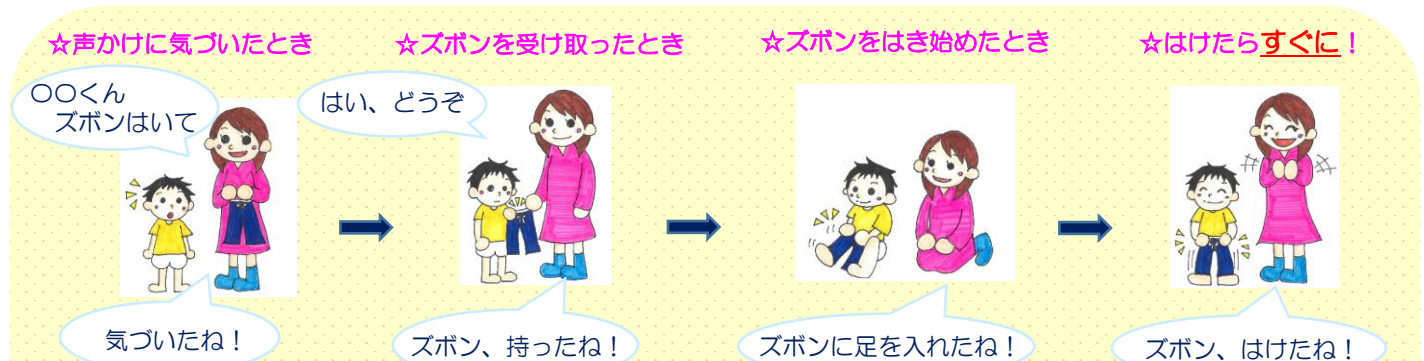 ☆声かけに気づいたとき
☆ズボンを受け取ったとき
☆ズボンをはき始めたとき
☆はけたらすぐに！
〇〇くん
ズボンはいて
はい、どうぞ
気づいたね！
ズボン、持ったね！
ズボンに足を入れたね！
ズボン、はけたね！